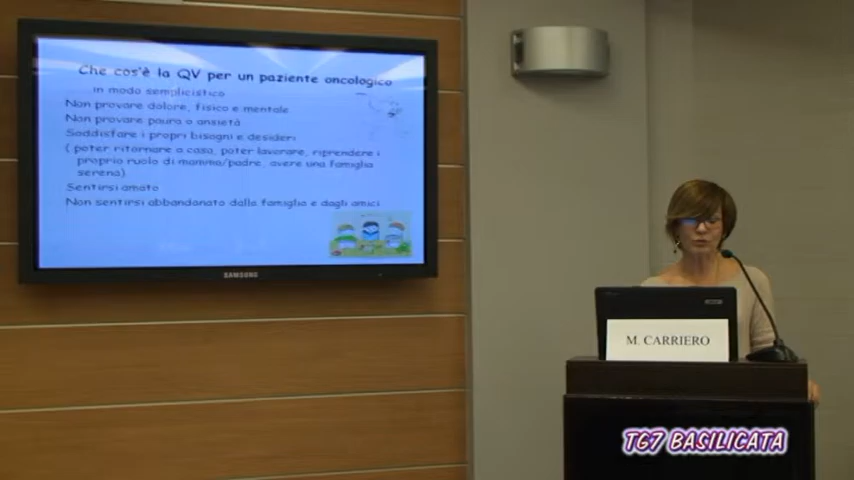 Che cos'è la QV per un paziente oncologico
in modo semplicistico
Non provare dolore, fisico e mentale
Non provare paura o ansietà
Soddisfare i propri bisogni e desideri
( poter ritornare a casa, poter lavorare, riprendere i
proprio ruolo di mamma/padre, avere una famiglia
serena)
Sentirsi amato
Non sentirsi abbandonato dalle famiglia e dagli amici
SAMSUNG
M. CARRIERO
TG7 BASILICATA